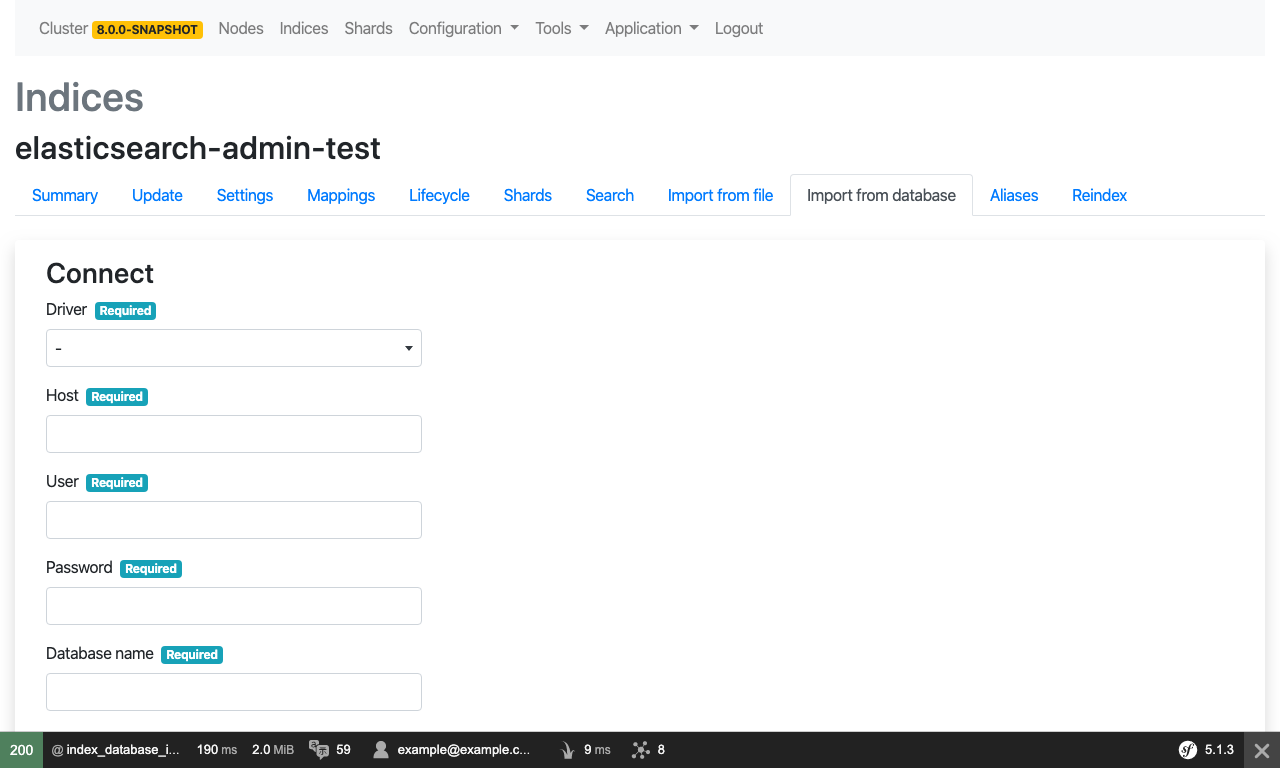 Cluster 8.0.0-SNAPSHOT Nodes Indices Shards Configuration Tools Application Logout
Indices
elasticsearch-admin-test
Summary Update Settings Mappings Lifecycle Shards Search Import from file Import from database Aliases Reindex
Connect
Driver Required
-
Host Required
User Required
Password Required
Database name Required
200 @ index_database_i... 190 ms 2.0 MiB 59 example@example.c... 9 ms 8 sf 5.1.3